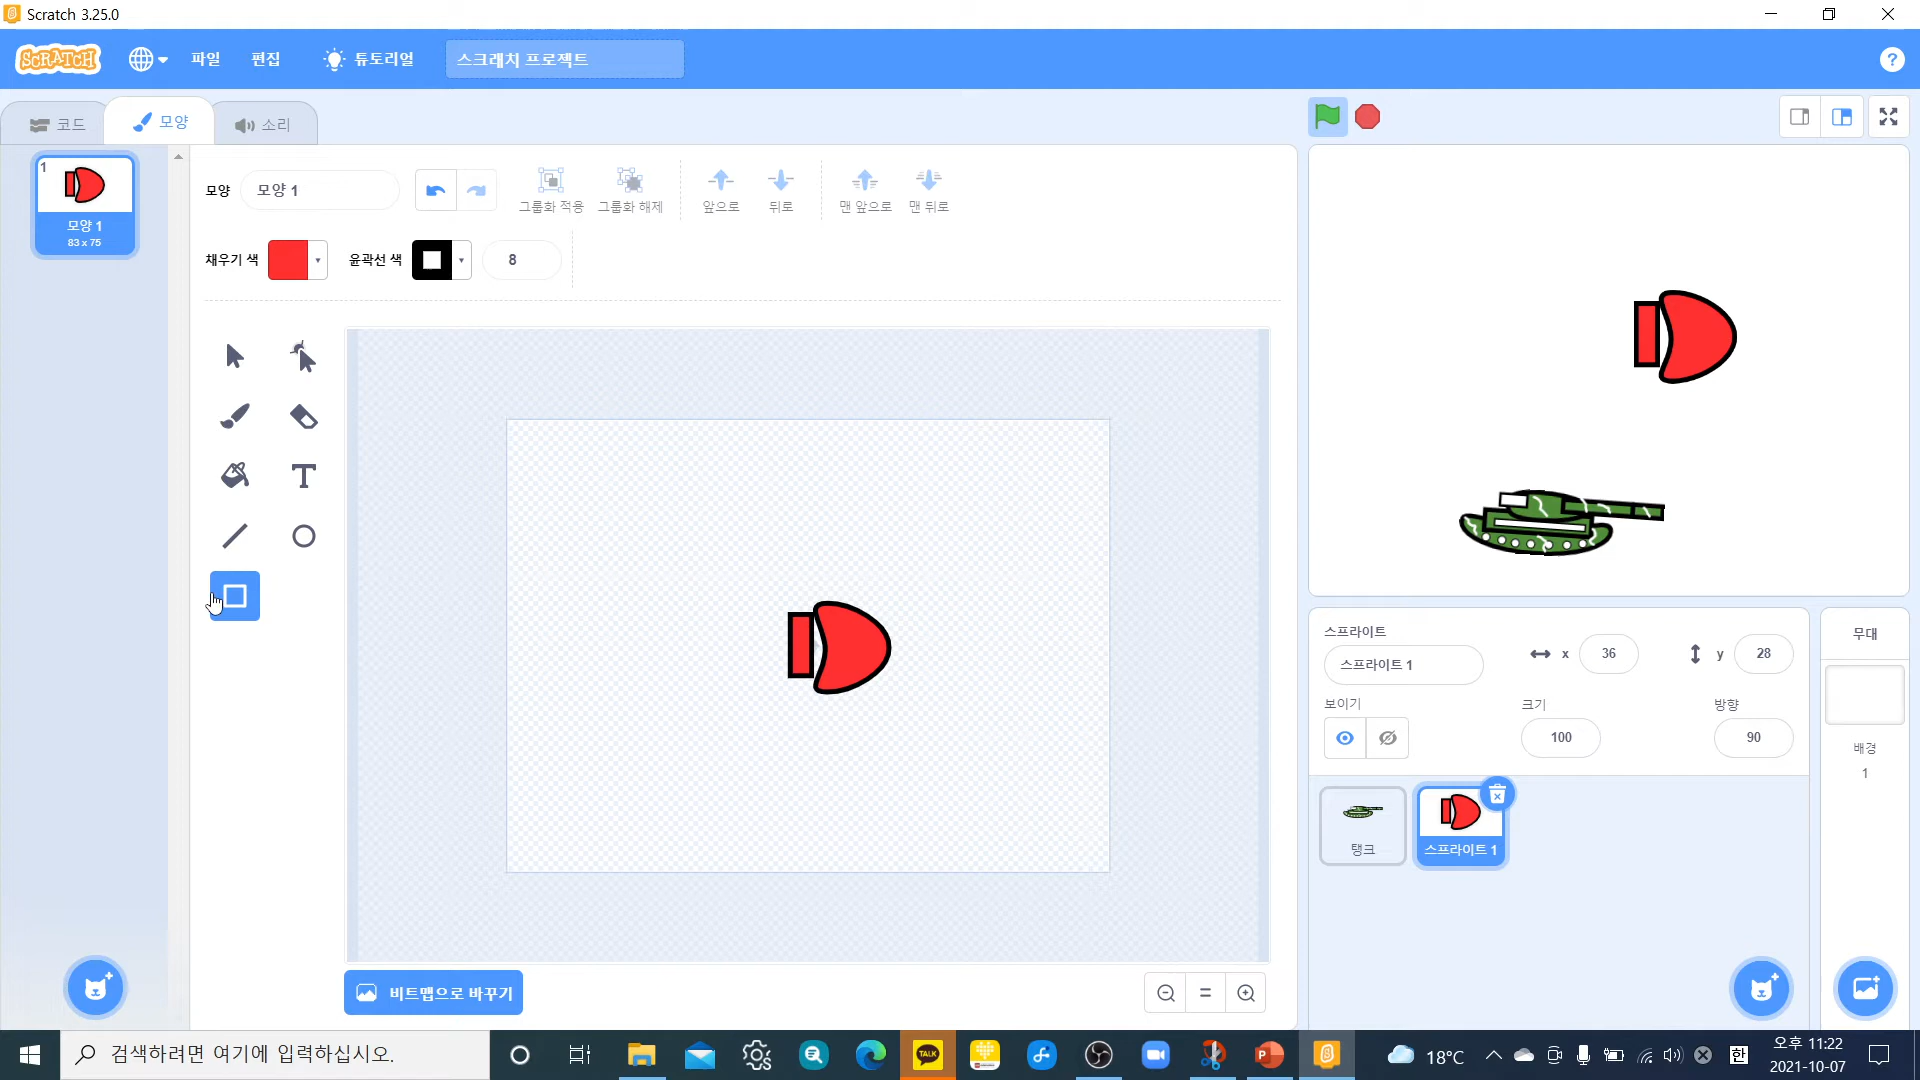 Scratch 3.25.0
SCRATCH
파일
편집
튜토리얼
스크래치 프로젝트
코드
모양
소리
1
모양 1
83 x 75
모양
모양 1
그룹화 적용
그룹화 해제
앞으로
뒤로
맨 앞으로
맨 뒤로
채우기 색
윤곽선 색
8
비트맵으로 바꾸기
스프라이트
스프라이트 1
x
36
y
28
보이기
크기
100
방향
90
탱크
스프라이트 1
무대
배경
1
검색하려면 여기에 입력하십시오.
TALK
18°C
한
오후 11:22
2021-10-07